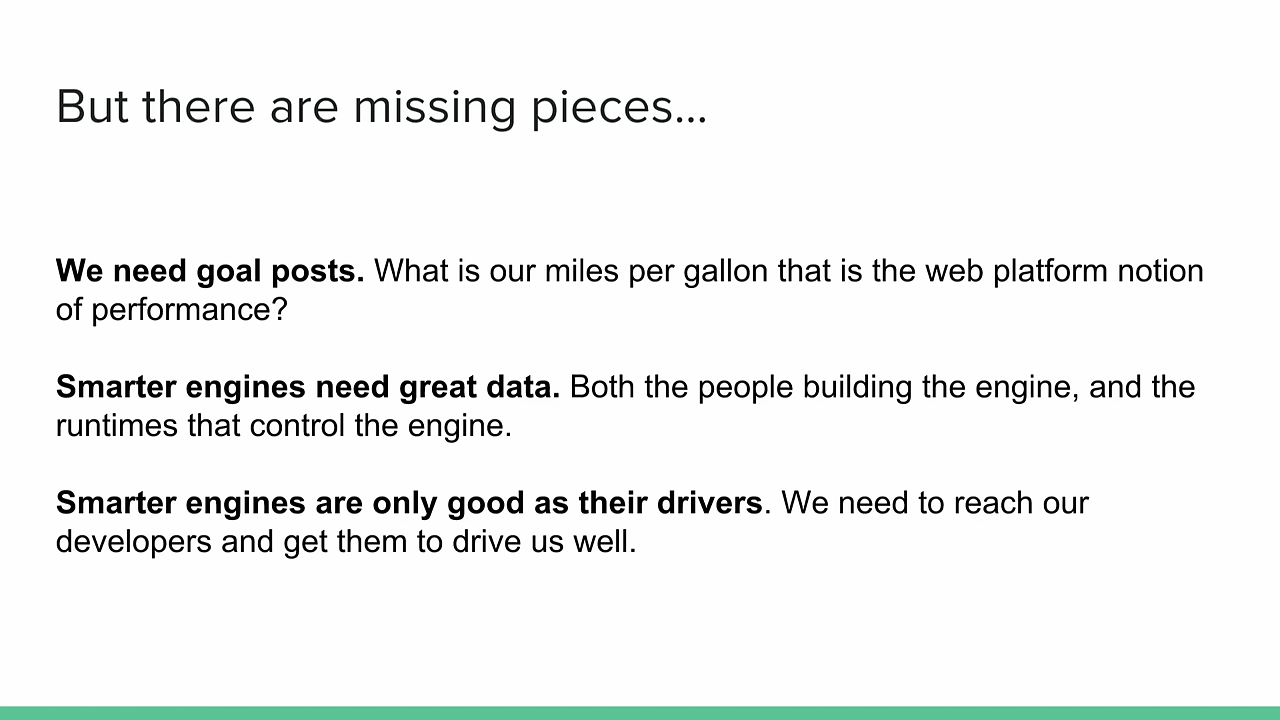 But there are missing pieces...
We need goal posts. What is our miles per gallon that is the web platform notion
of performance?
Smarter engines need great data. Both the people building the engine, and the
runtimes that control the engine.
Smarter engines are only good as their drivers. We need to reach our
developers and get them to drive us well.